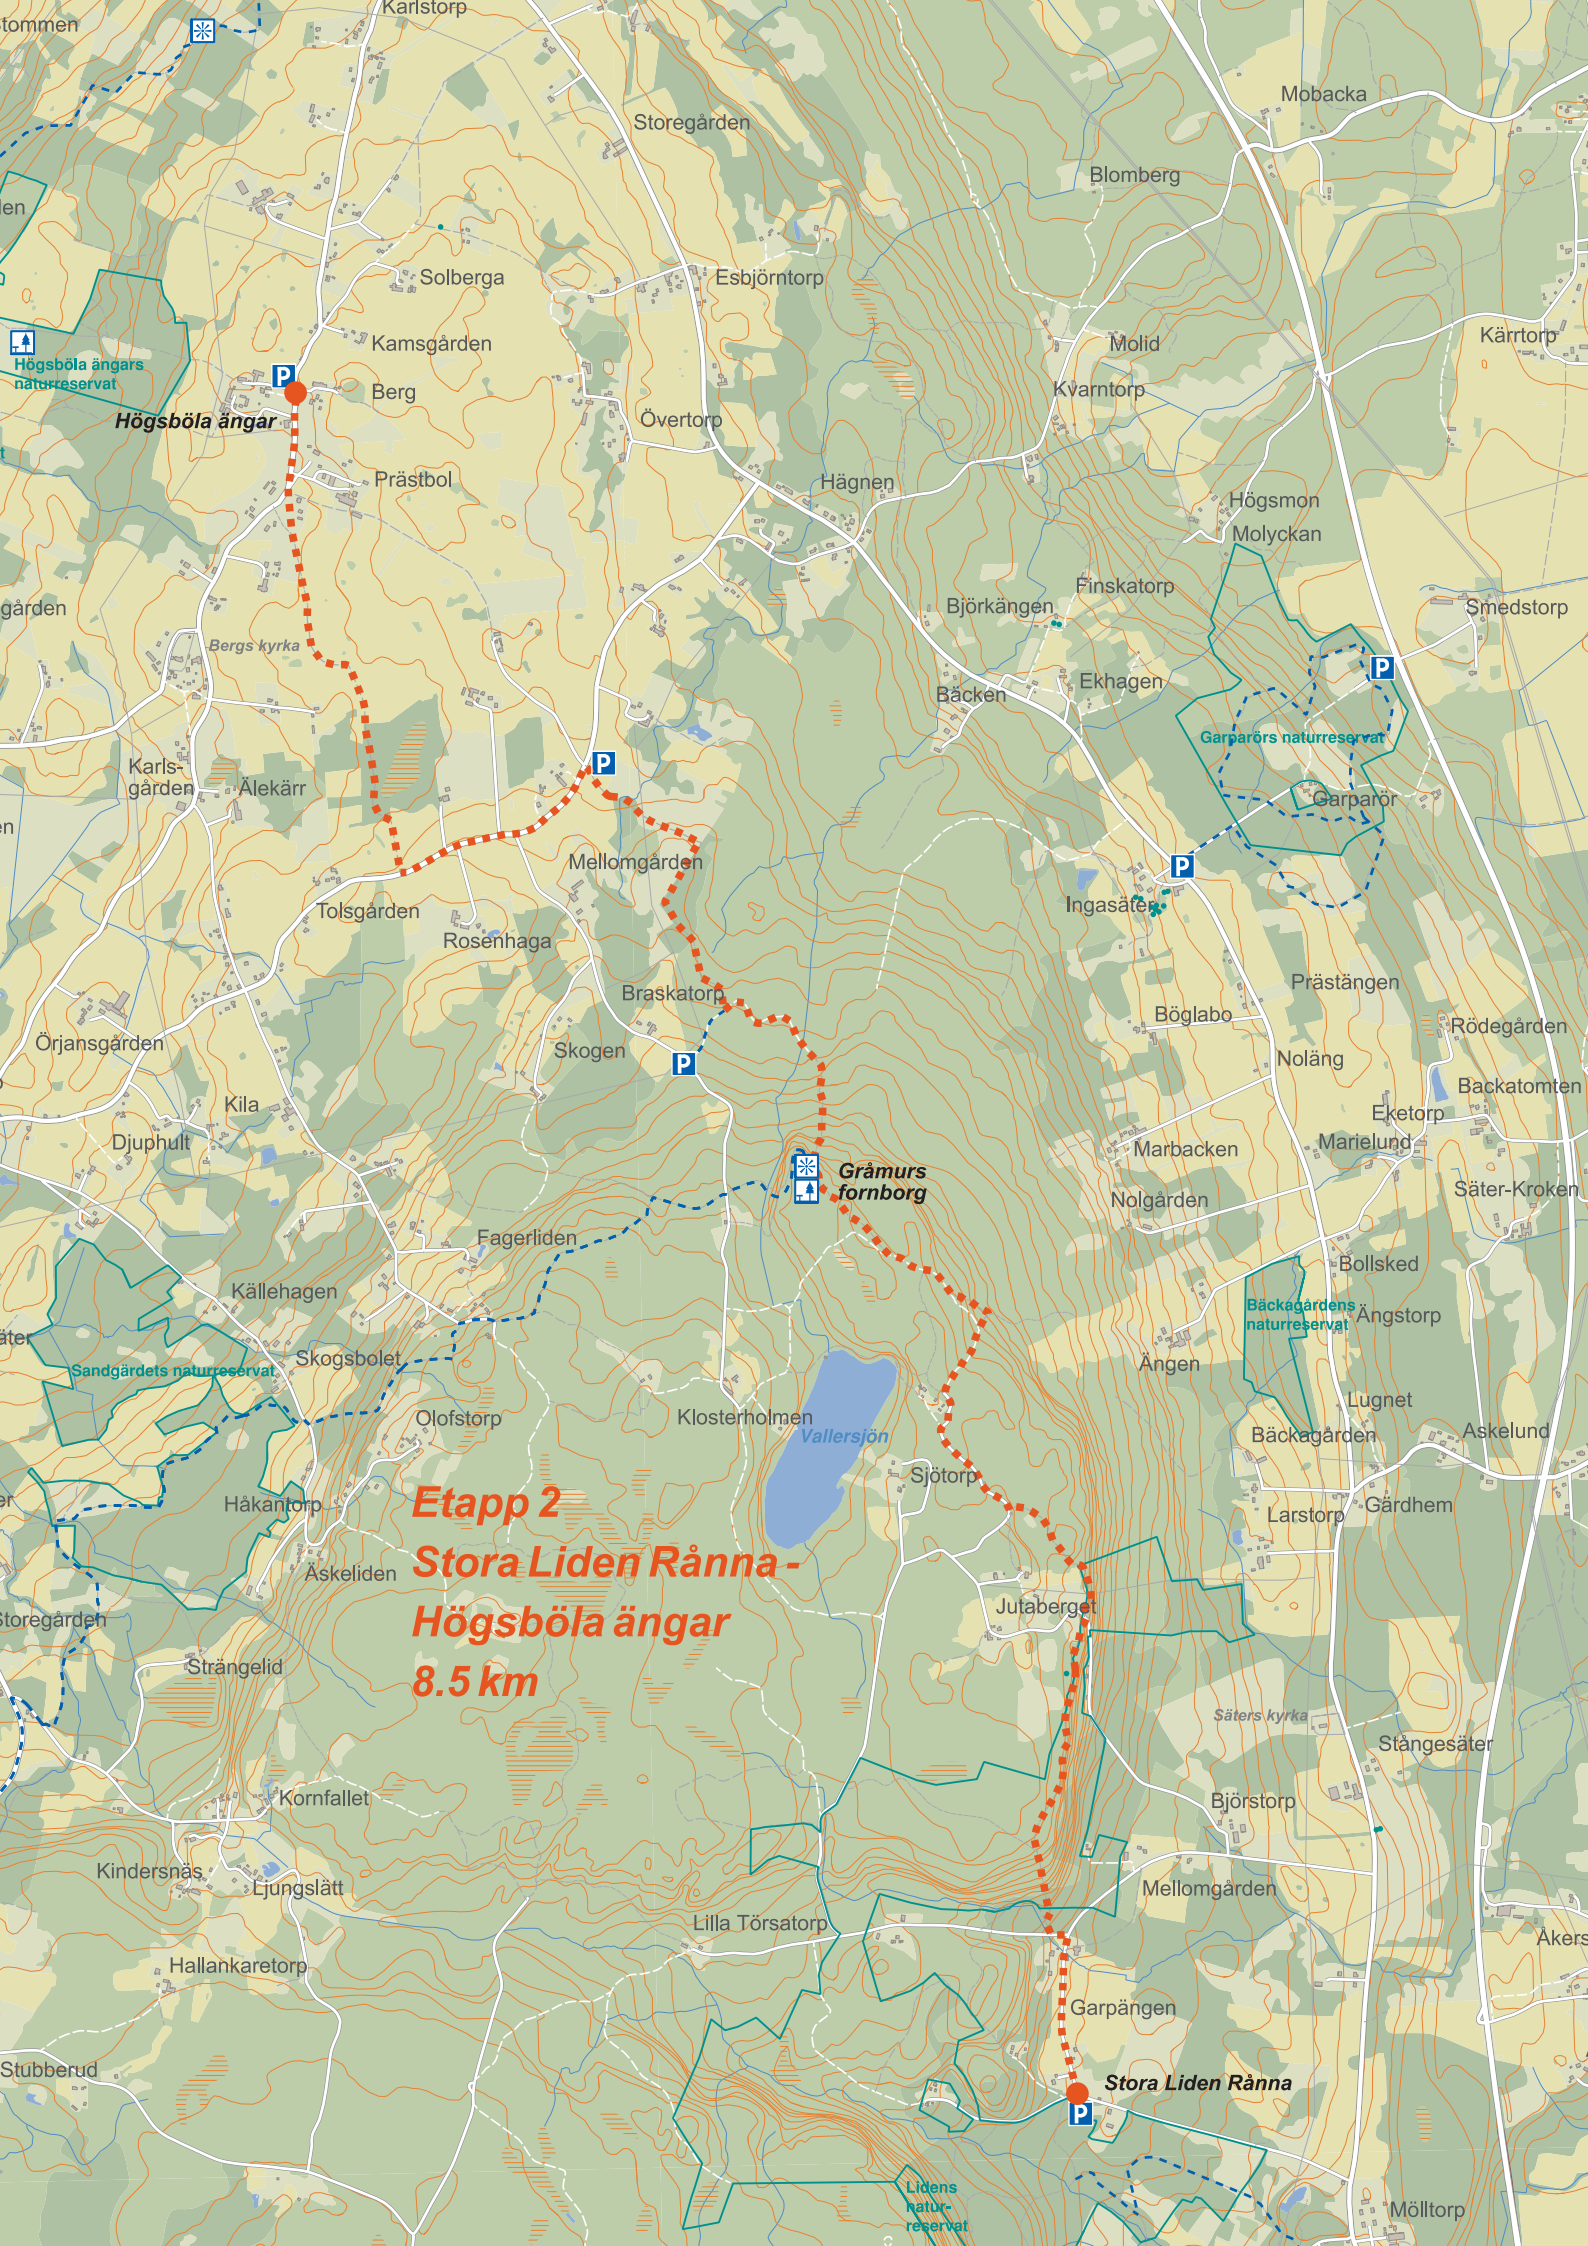 Karlstorp
Mobacka
Storegården
Blomberg
Solberga
Esbjörntorp
Kamsgården
Molid
Kärrtorp
Högsböla ängars
naturreservat
P
Berg
Kvarntorp
Högsböla ängar
Övertorp
Prästbol
Hägnen
Högsmon
Molyckan
Finskatorp
Björkängen
Smedstorp
Bergs kyrka
P
Ekhagen
Bäcken
Garparörs naturreservat
P
Karls-
gården
Älekärr
Garparör
Mellomgården
P
Ingasäter
Tolsgården
Rosenhaga
Prästängen
Braskatorp
Böglabo
Rödegården
Örjansgården
Skogen
P
Noläng
Backatomten
Kila
Eketorp
Djuphult
Marbacken
Marielund
Gråmurs
fornborg
Nolgården
Säter-Kroken
Fagerliden
Bollsked
Källehagen
Bäckagårdens
naturreservat
Ängstorp
Skogsbolet
Sandgärdets naturreservat
Ängen
Lugnet
Olofstorp
Klosterholmen
Vallersjön
Bäckagården
Askelund
Sjötorp
Håkantorp
Larstorp
Gärdhem
Etapp 2
Stora Liden Rånna -
Högsböla ängar
8.5 km
Äskeliden
Jutaberget
Storegården
Strängelid
Säters kyrka
Stångesäter
Kornfallet
Björstorp
Kindersnäs
Ljungslätt
Mellomgården
Lilla Törsatorp
Hallankaretorp
Garpängen
Stubberud
Stora Liden Rånna
P
Lidens
natur-
reservat
Mölltorp